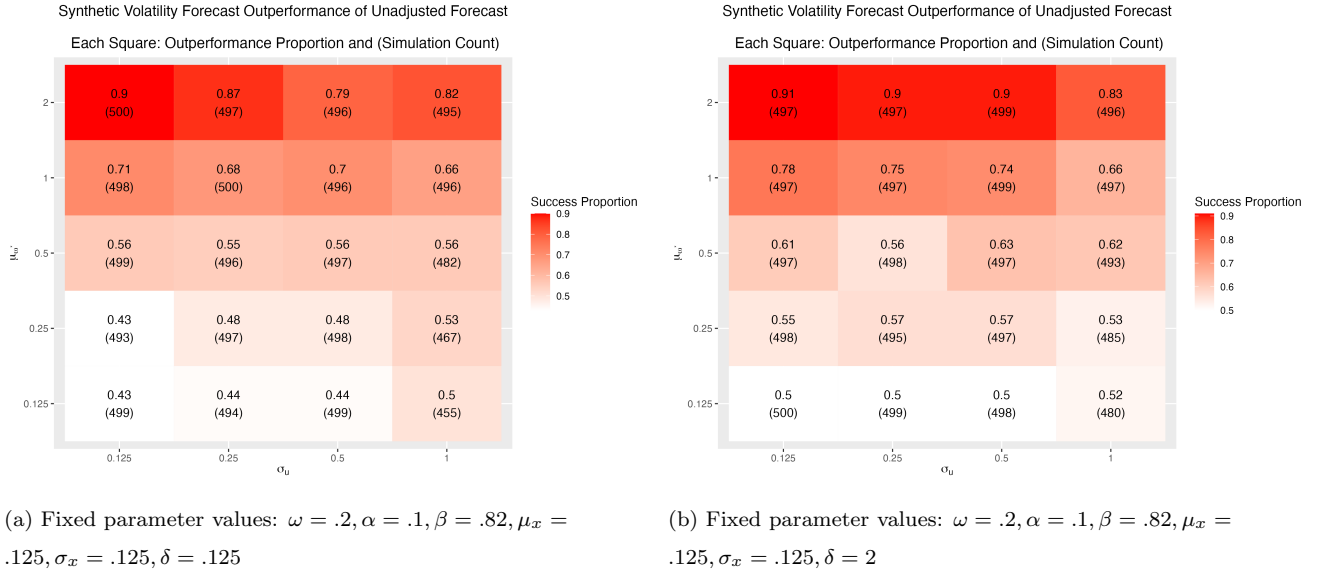 Synthetic Volatility Forecast Outperformance of Unadjusted Forecast
Each Square: Outperformance Proportion and (Simulation Count)
2
0.9 0.87 0.79 0.82
(500) (497) (496) (495)
1
0.71 0.68 0.7 0.66
(498) (500) (496) (496)
0.5
0.56 0.55 0.56 0.56
(499) (496) (497) (482)
0.25
0.43 0.48 0.48 0.53
(493) (497) (498) (467)
0.125
0.43 0.44 0.44 0.5
(499) (494) (499) (455)
0.125 0.25 0.5 1
σu
Success Proportion
0.9
0.8
0.7
0.6
0.5
(a) Fixed parameter values: ω = .2, α = .1, β = .82, μx =
.125, σx = .125, δ = .125
Synthetic Volatility Forecast Outperformance of Unadjusted Forecast
Each Square: Outperformance Proportion and (Simulation Count)
2
0.91 0.9 0.9 0.83
(497) (497) (499) (496)
1
0.78 0.75 0.74 0.66
(497) (497) (499) (497)
0.5
0.61 0.56 0.63 0.62
(497) (498) (497) (493)
0.25
0.55 0.57 0.57 0.53
(498) (495) (497) (485)
0.125
0.5 0.5 0.5 0.52
(500) (499) (498) (480)
0.125 0.25 0.5 1
σu
Success Proportion
0.9
0.8
0.7
0.6
0.5
(b) Fixed parameter values: ω = .2, α = .1, β = .82, μx =
.125, σx = .125, δ = 2